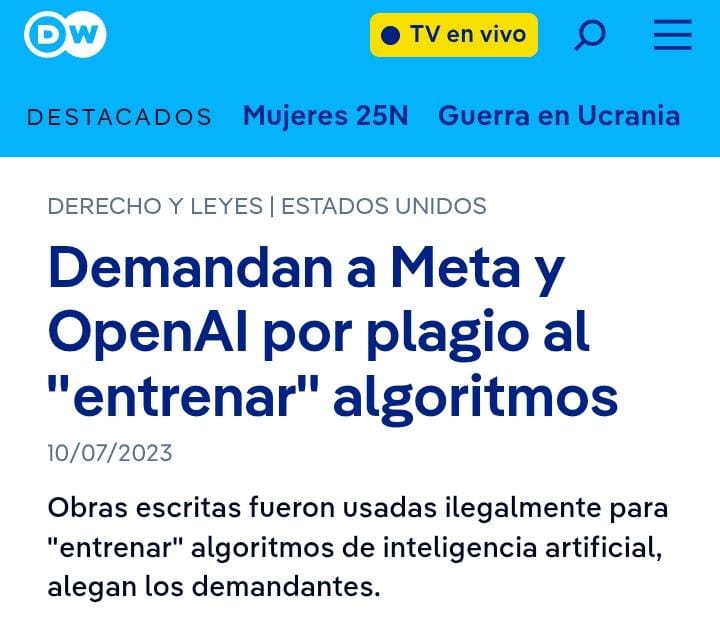 DW
TV en vivo
DESTACADOS Mujeres 25N Guerra en Ucrania
DERECHO Y LEYES | ESTADOS UNIDOS
Demandan a Meta y
OpenAI por plagio al
"entrenar" algoritmos
10/07/2023
Obras escritas fueron usadas ilegalmente para
"entrenar" algoritmos de inteligencia artificial,
alegan los demandantes.